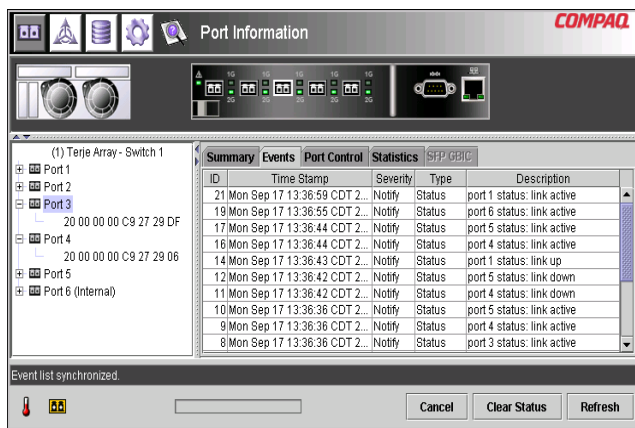 Port Information
COMPAQ
1G 1G 1G 1G 1G 1G
2G 2G 2G 2G 2G 2G
(1) Terje Array - Switch 1
Port 1
Port 2
Port 3
20 00 00 00 C9 27 29 DF
Port 4
20 00 00 00 C9 27 29 06
Port 5
Port 6 (Internal)
Summary Events Port Control Statistics SFP GBIC
ID Time Stamp Severity Type Description
21 Mon Sep 17 13:36:59 CDT 2... Notify Status port 1 status: link active
19 Mon Sep 17 13:36:55 CDT 2... Notify Status port 6 status: link active
17 Mon Sep 17 13:36:44 CDT 2... Notify Status port 5 status: link active
16 Mon Sep 17 13:36:44 CDT 2... Notify Status port 4 status: link active
14 Mon Sep 17 13:36:43 CDT 2... Notify Status port 1 status: link up
12 Mon Sep 17 13:36:42 CDT 2... Notify Status port 5 status: link down
11 Mon Sep 17 13:36:42 CDT 2... Notify Status port 4 status: link down
10 Mon Sep 17 13:36:36 CDT 2... Notify Status port 5 status: link active
9 Mon Sep 17 13:36:36 CDT 2... Notify Status port 4 status: link active
8 Mon Sep 17 13:36:36 CDT 2... Notify Status port 3 status: link active
Event list synchronized.
Cancel Clear Status Refresh